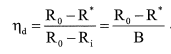 η_d = (R_0 − R^*) / (R_0 − R_i) = (R_0 − R^*) / B